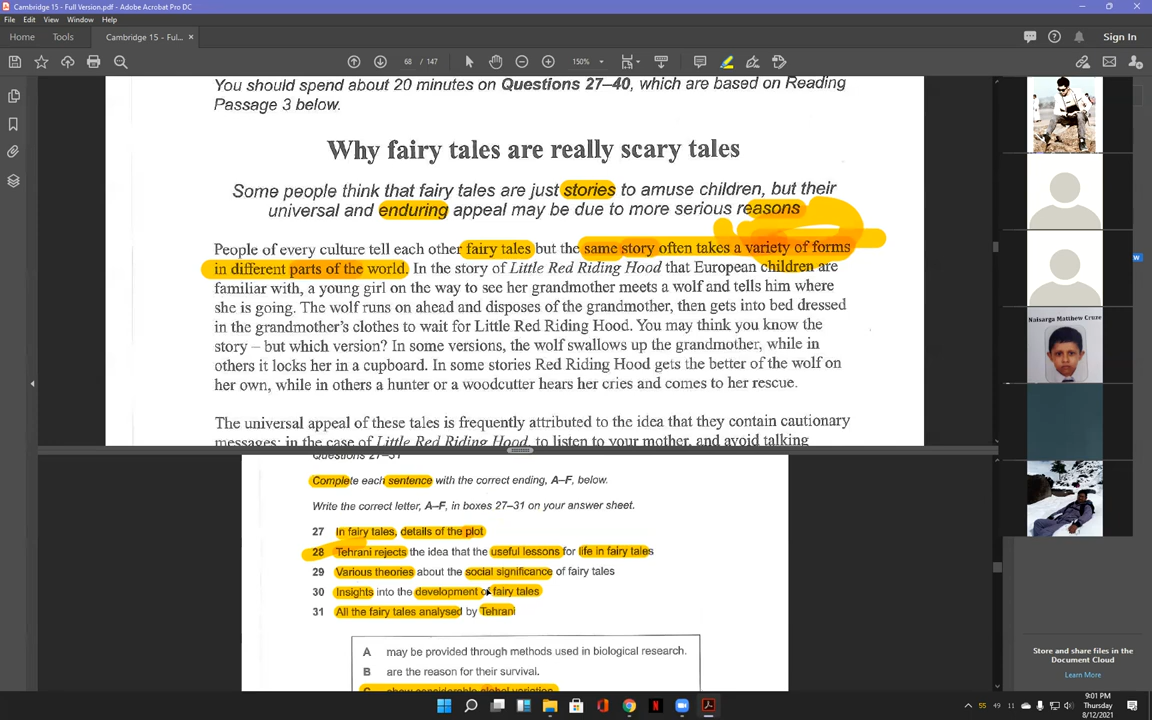 Cambridge 15 - Full Version.pdf - Adobe Acrobat Pro DC
File Edit View Window Help
Home Tools Cambridge 15 - Ful... × Sign In
68 / 147 150%
You should spend about 20 minutes on Questions 27–40, which are based on Reading
Passage 3 below.
Why fairy tales are really scary tales
Some people think that fairy tales are just stories to amuse children, but their
universal and enduring appeal may be due to more serious reasons
People of every culture tell each other fairy tales but the same story often takes a variety of forms
in different parts of the world. In the story of Little Red Riding Hood that European children are
familiar with, a young girl on the way to see her grandmother meets a wolf and tells him where
she is going. The wolf runs on ahead and disposes of the grandmother, then gets into bed dressed
in the grandmother's clothes to wait for Little Red Riding Hood. You may think you know the
story – but which version? In some versions, the wolf swallows up the grandmother, while in
others it locks her in a cupboard. In some stories Red Riding Hood gets the better of the wolf on
her own, while in others a hunter or a woodcutter hears her cries and comes to her rescue.
The universal appeal of these tales is frequently attributed to the idea that they contain cautionary
messages: in the case of Little Red Riding Hood, to listen to your mother, and avoid talking
Questions 27–31
Complete each sentence with the correct ending, A–F, below.
Write the correct letter, A–F, in boxes 27–31 on your answer sheet.
27 In fairy tales, details of the plot
28 Tehrani rejects the idea that the useful lessons for life in fairy tales
29 Various theories about the social significance of fairy tales
30 Insights into the development of fairy tales
31 All the fairy tales analysed by Tehrani
A may be provided through methods used in biological research.
B are the reason for their survival.
C show considerable global variation.
Naisarga Matthew Cruze
Store and share files in the
Document Cloud
Learn More
55 49 11
9:01 PM
Thursday
8/12/2021